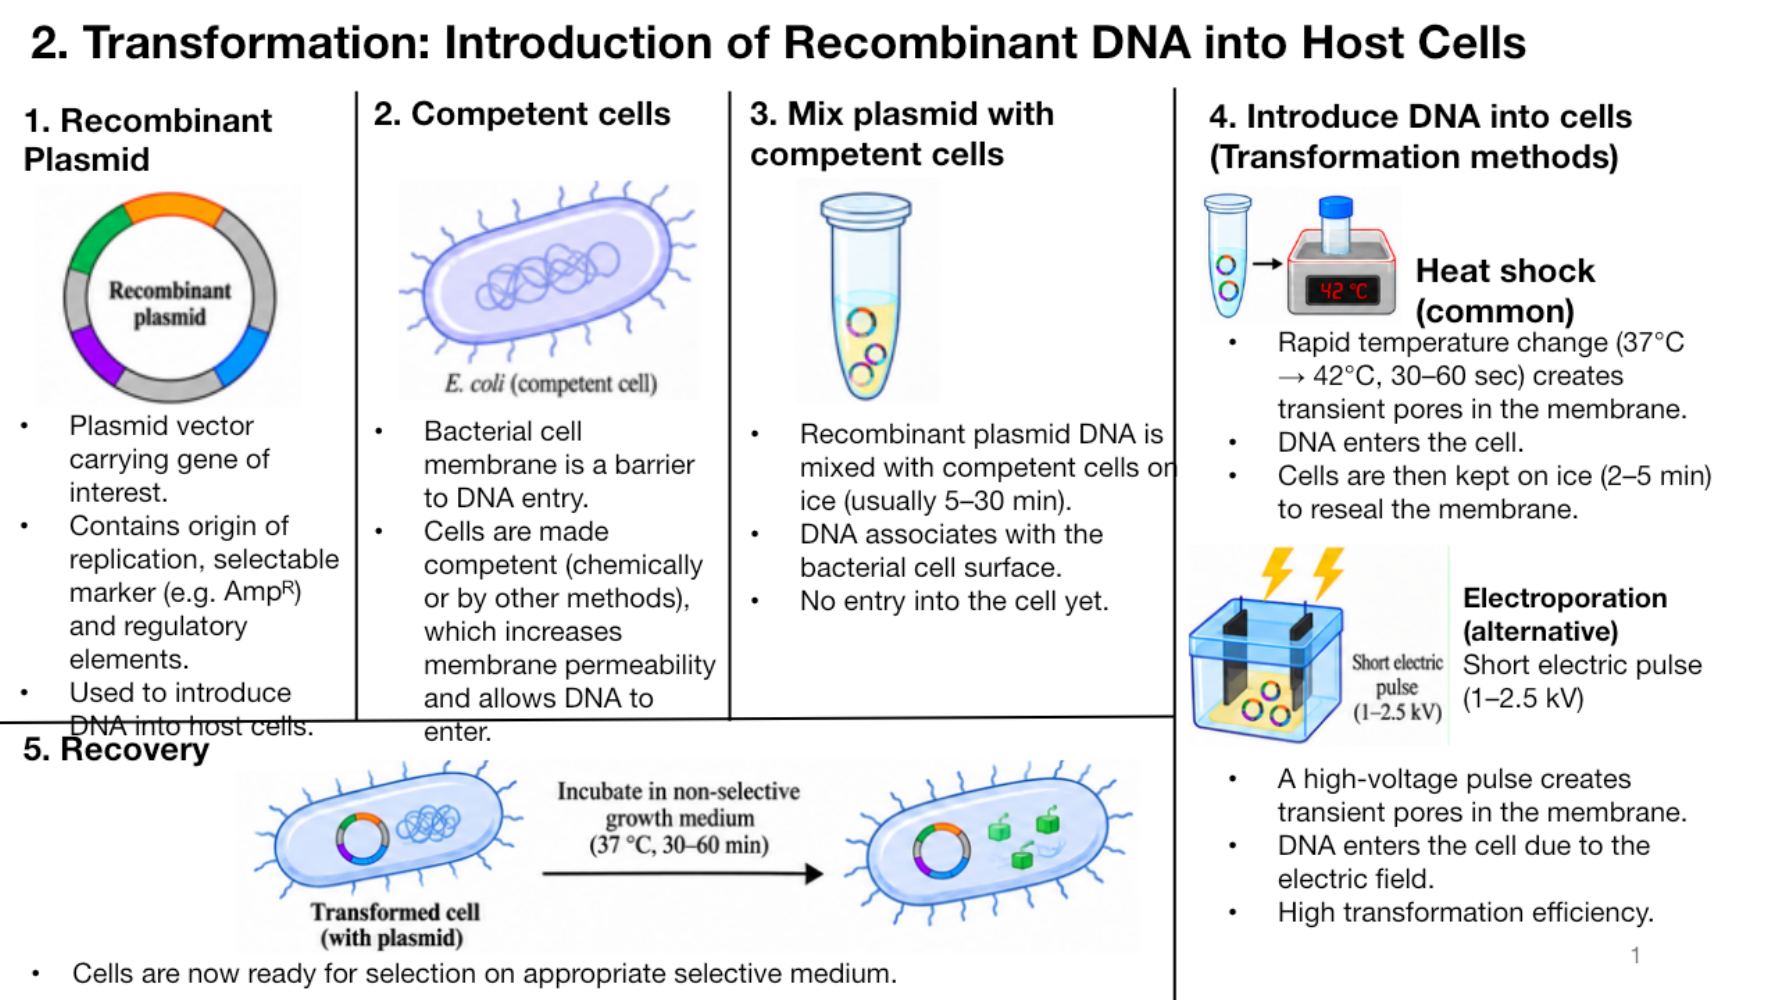 2. Transformation: Introduction of Recombinant DNA into Host Cells
1. Recombinant
Plasmid
Recombinant
plasmid
•	Plasmid vector
carrying gene of
interest.
•	Contains origin of
replication, selectable
marker (e.g. Ampᴿ)
and regulatory
elements.
•	Used to introduce
DNA into host cells.
2. Competent cells
E. coli (competent cell)
•	Bacterial cell
membrane is a barrier
to DNA entry.
•	Cells are made
competent (chemically
or by other methods),
which increases
membrane permeability
and allows DNA to
enter.
3. Mix plasmid with
competent cells
•	Recombinant plasmid DNA is
mixed with competent cells on
ice (usually 5–30 min).
•	DNA associates with the
bacterial cell surface.
•	No entry into the cell yet.
4. Introduce DNA into cells
(Transformation methods)
42 °C
Heat shock
(common)
•	Rapid temperature change (37°C
→ 42°C, 30–60 sec) creates
transient pores in the membrane.
•	DNA enters the cell.
•	Cells are then kept on ice (2–5 min)
to reseal the membrane.
Short electric
pulse
(1–2.5 kV)
Electroporation
(alternative)
Short electric pulse
(1–2.5 kV)
•	A high-voltage pulse creates
transient pores in the membrane.
•	DNA enters the cell due to the
electric field.
•	High transformation efficiency.
5. Recovery
Transformed cell
(with plasmid)
Incubate in non-selective
growth medium
(37 °C, 30–60 min)
•	Cells are now ready for selection on appropriate selective medium.
1